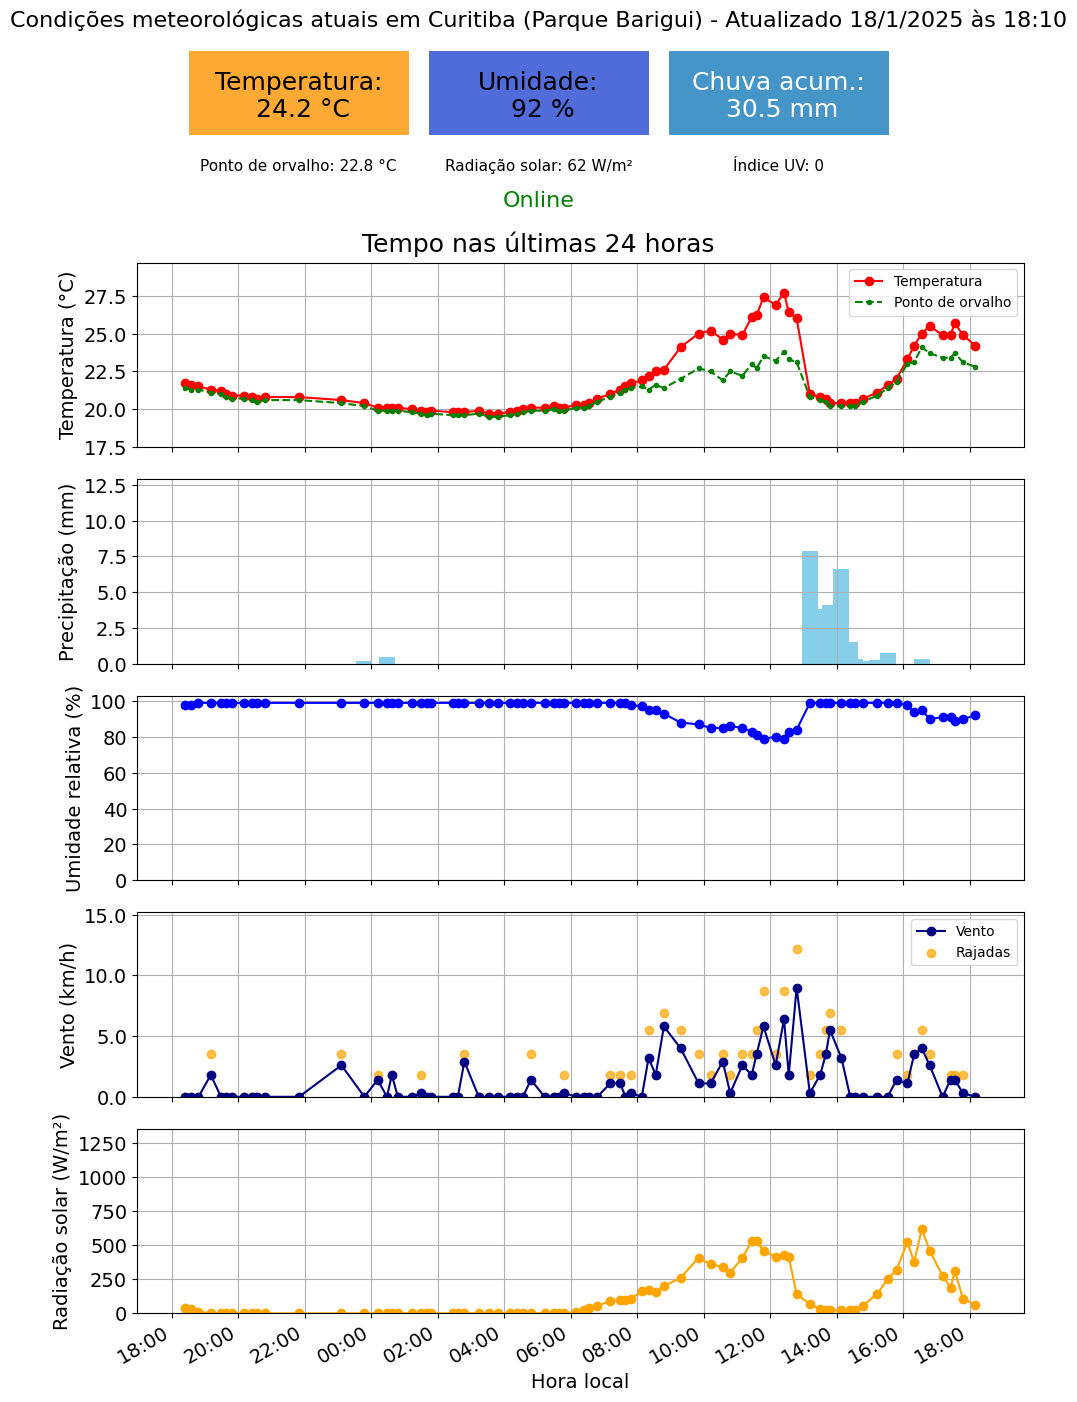 Condições meteorológicas atuais em Curitiba (Parque Barigui) - Atualizado 18/1/2025 às 18:10
Temperatura:
24.2 °C
Umidade:
92 %
Chuva acum.:
30.5 mm
Ponto de orvalho: 22.8 °C
Radiação solar: 62 W/m²
Índice UV: 0
Online
Tempo nas últimas 24 horas
Temperatura (°C)
27.5
25.0
22.5
20.0
17.5
Temperatura
Ponto de orvalho
Precipitação (mm)
12.5
10.0
7.5
5.0
2.5
0.0
Umidade relativa (%)
100
80
60
40
20
0
Vento (km/h)
15.0
10.0
5.0
0.0
Vento
Rajadas
Radiação solar (W/m²)
1250
1000
750
500
250
0
18:00
20:00
22:00
00:00
02:00
04:00
06:00
08:00
10:00
12:00
14:00
16:00
18:00
Hora local